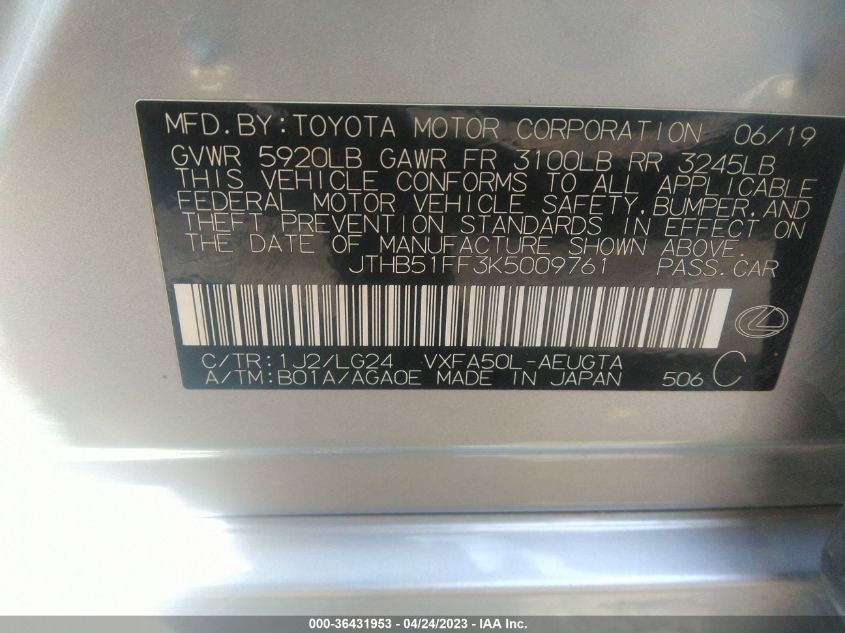 MFD.BY:TOYOTA MOTOR CORPORATION 06/19
GVWR 5920LB GAWR FR 3100LB RR 3245LB
THIS VEHICLE CONFORMS TO ALL APPLICABLE
FEDERAL MOTOR VEHICLE SAFETY,BUMPER,AND
THEFT PREVENTION STANDARDS IN EFFECT ON
THE DATE OF MANUFACTURE SHOWN ABOVE.
JTHB51FF3K5009761 PASS.CAR
C/TR:1J2/LG24 VXFA50L-AEUGTA
A/TM:B01A/AGA0E MADE IN JAPAN 506 C
000-36431953 - 04/24/2023 - IAA Inc.